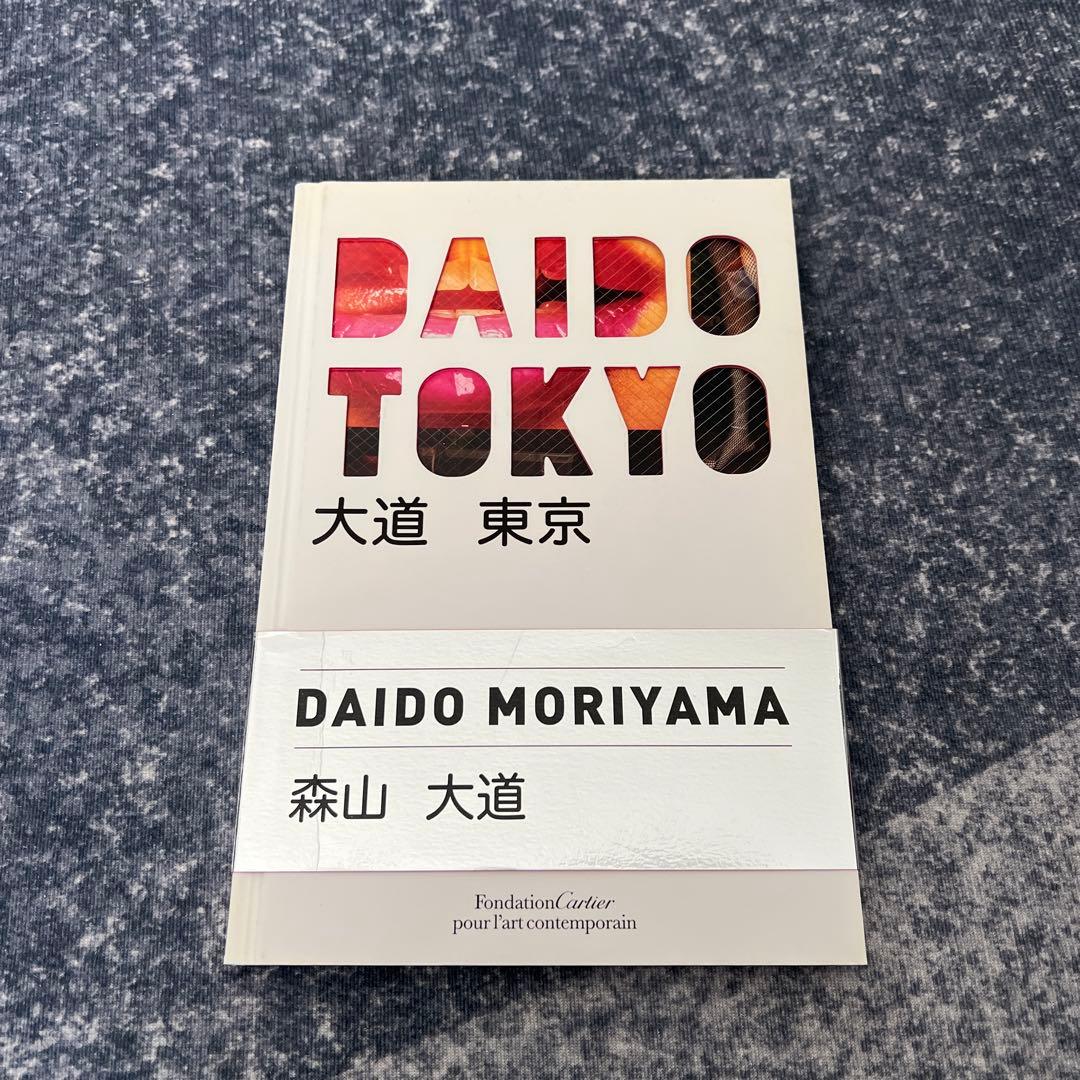 DAIDO
TOKYO
大道 東京
DAIDO MORIYAMA
森山 大道
FondationCartier
pour l'art contemporain